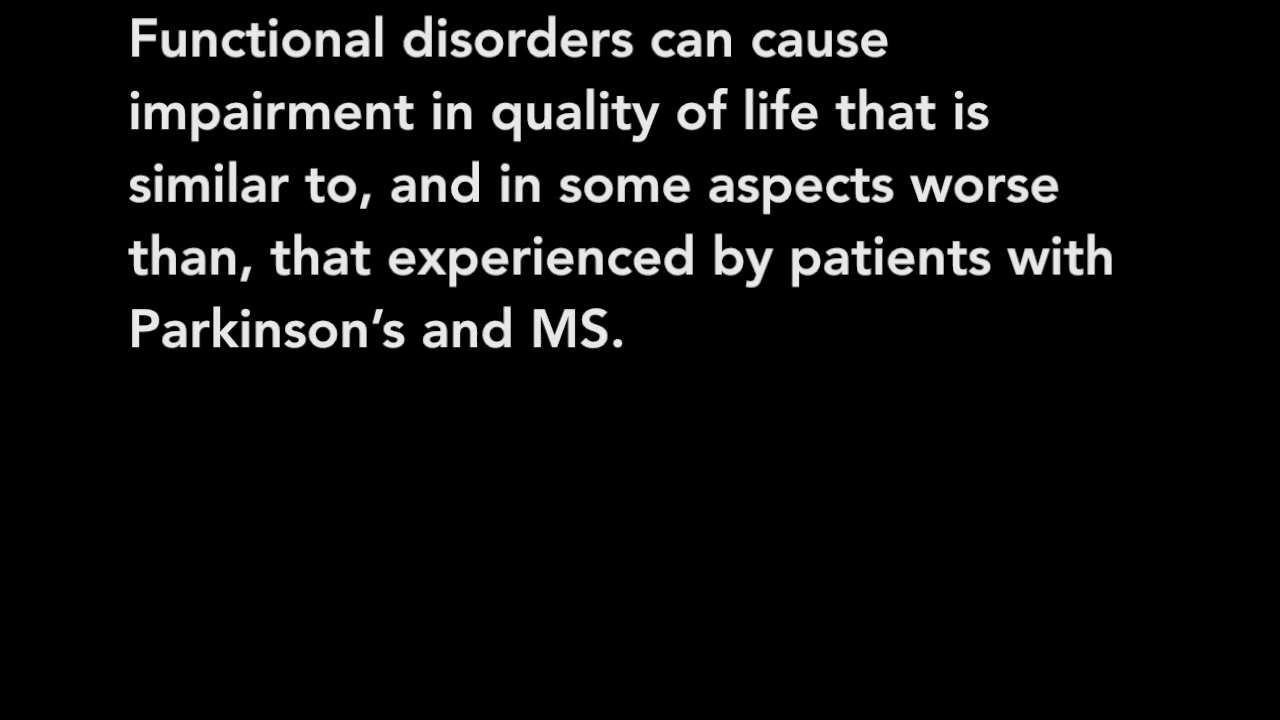 Functional disorders can cause
impairment in quality of life that is
similar to, and in some aspects worse
than, that experienced by patients with
Parkinson’s and MS.